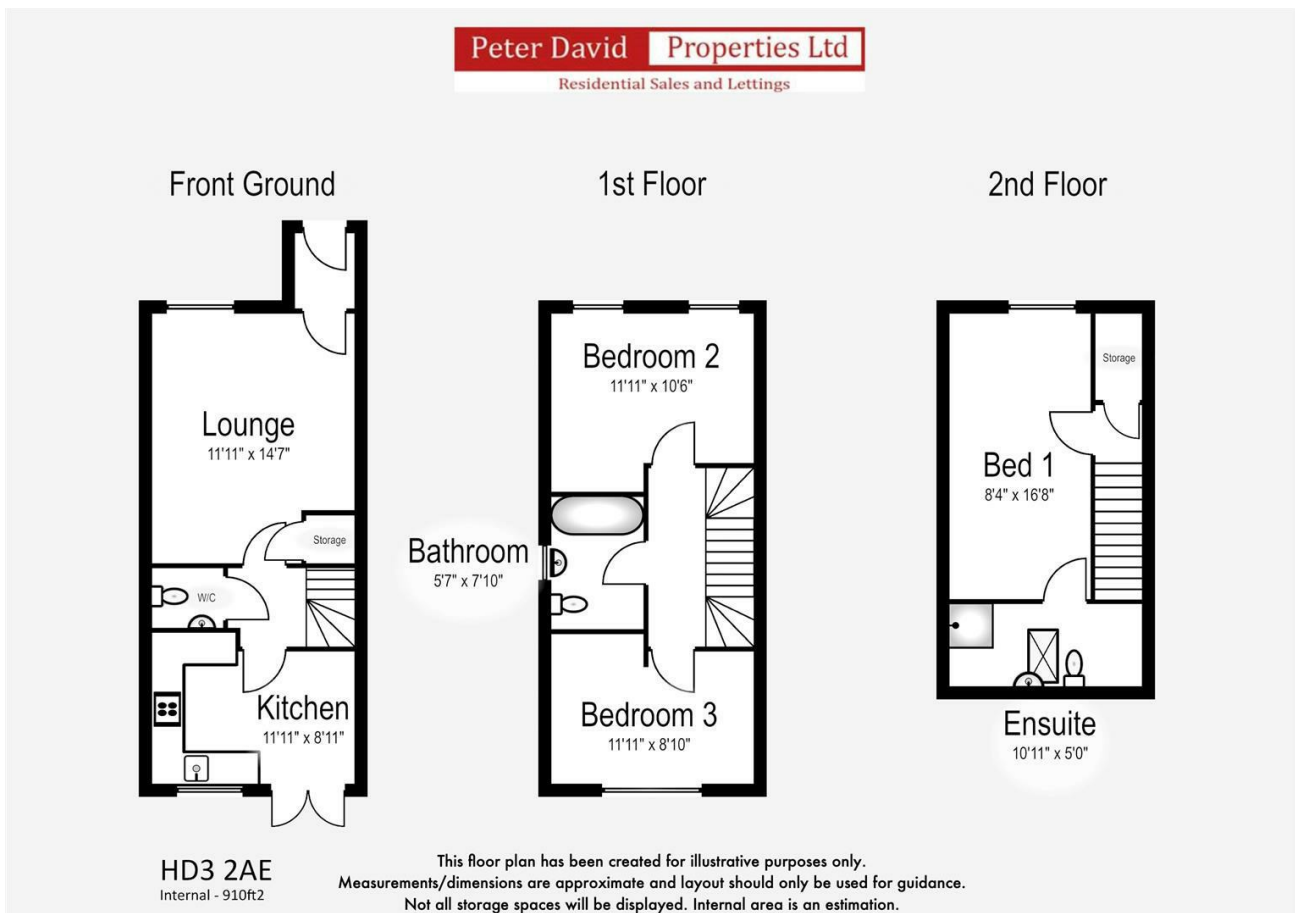 Peter David Properties Ltd
Residential Sales and Lettings
Front Ground
1st Floor
2nd Floor
Lounge
11'11" x 14'7"
Storage
W/C
Kitchen
11'11" x 8'11"
Bedroom 2
11'11" x 10'6"
Bathroom
5'7" x 7'10"
Bedroom 3
11'11" x 8'10"
Storage
Bed 1
8'4" x 16'8"
Ensuite
10'11" x 5'0"
HD3 2AE
Internal - 910ft2
This floor plan has been created for illustrative purposes only.
Measurements/dimensions are approximate and layout should only be used for guidance.
Not all storage spaces will be displayed. Internal area is an estimation.